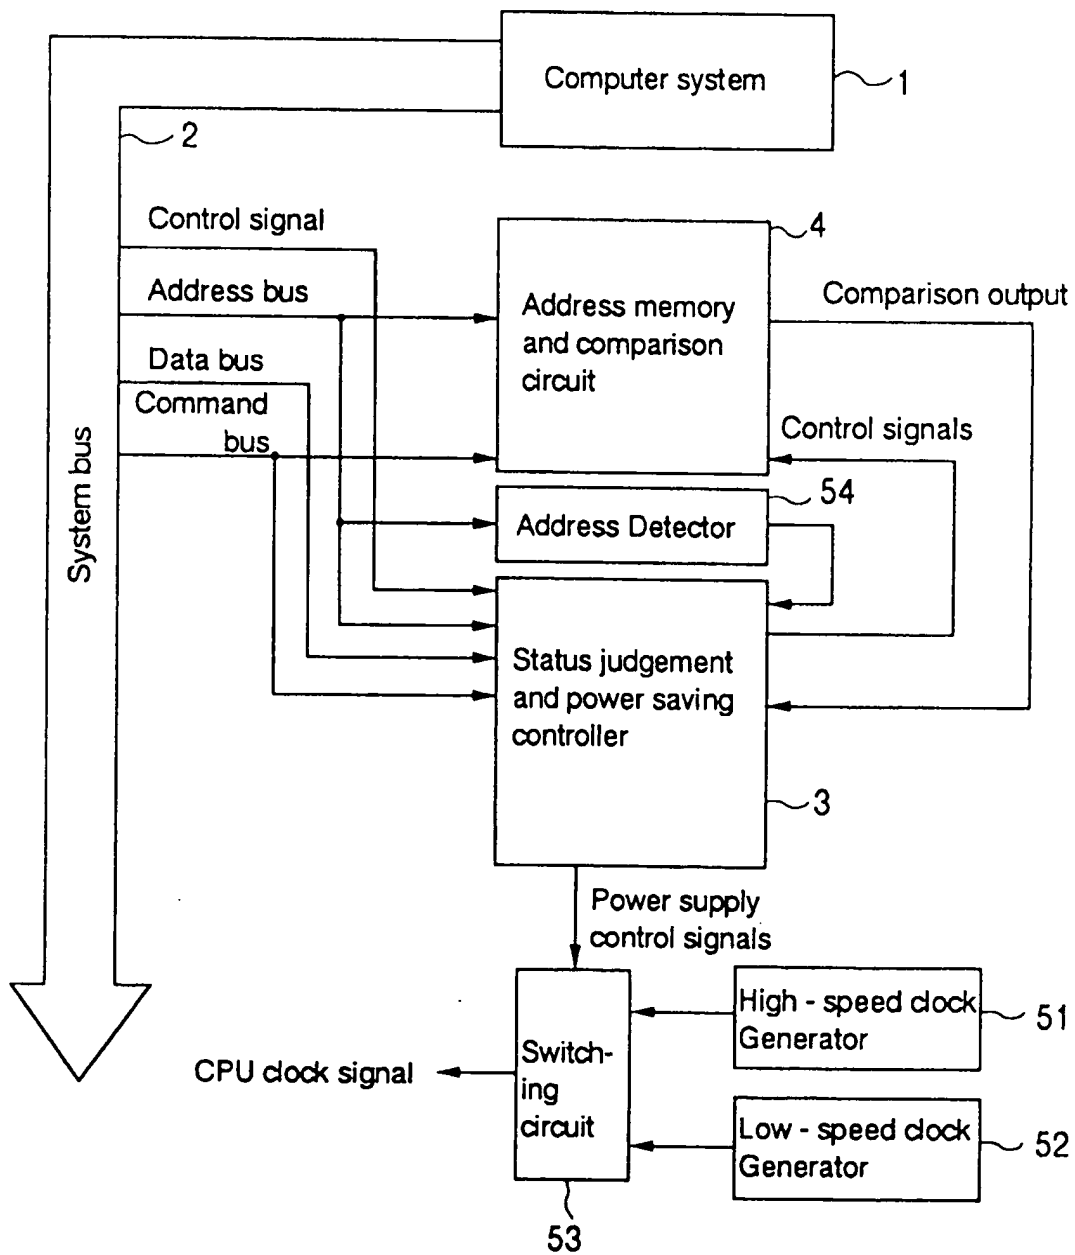 Computer system
1
2
Control signal
4
Address bus
Comparison output
Address memory
and comparison
circuit
Data bus
Command
bus
Control signals
System bus
54
Address Detector
Status judgement
and power saving
controller
3
Power supply
control signals
High - speed clock
Generator
51
CPU clock signal
Switch-
ing
circuit
Low - speed clock
Generator
52
53